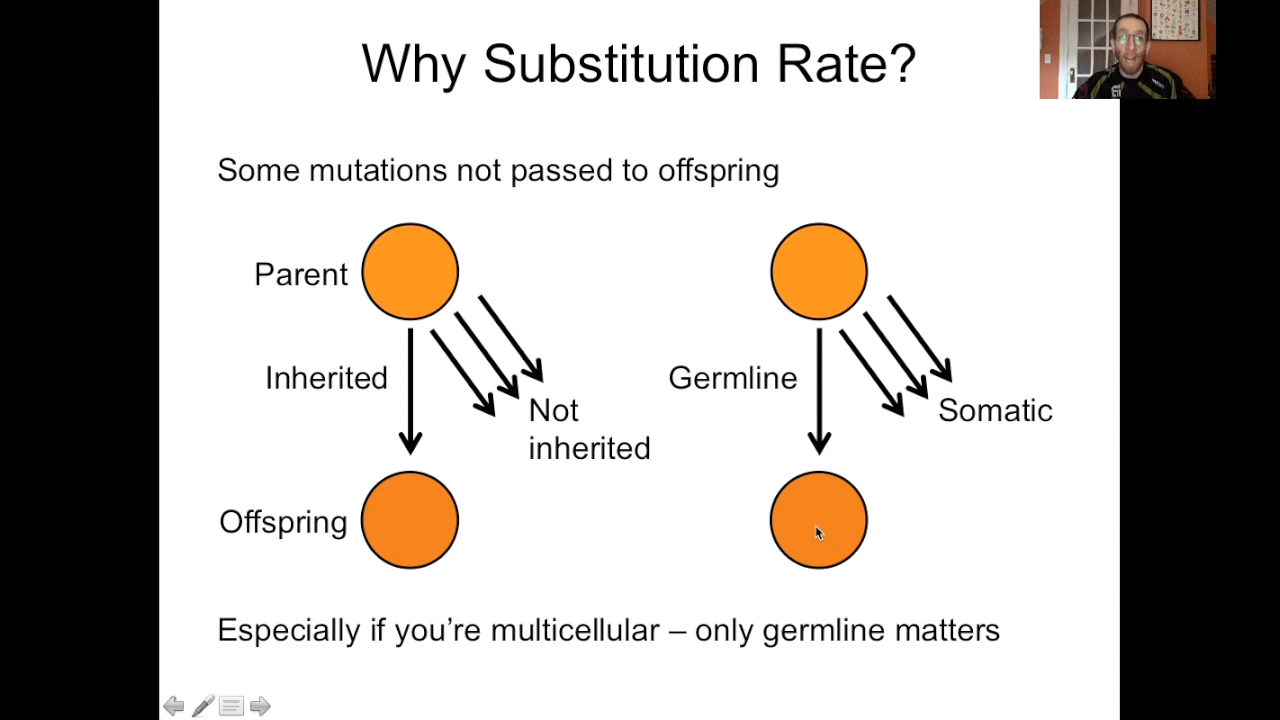 Why Substitution Rate?
Some mutations not passed to offspring
Parent
Inherited
Not
inherited
Offspring
Germline
Somatic
Especially if you’re multicellular – only germline matters